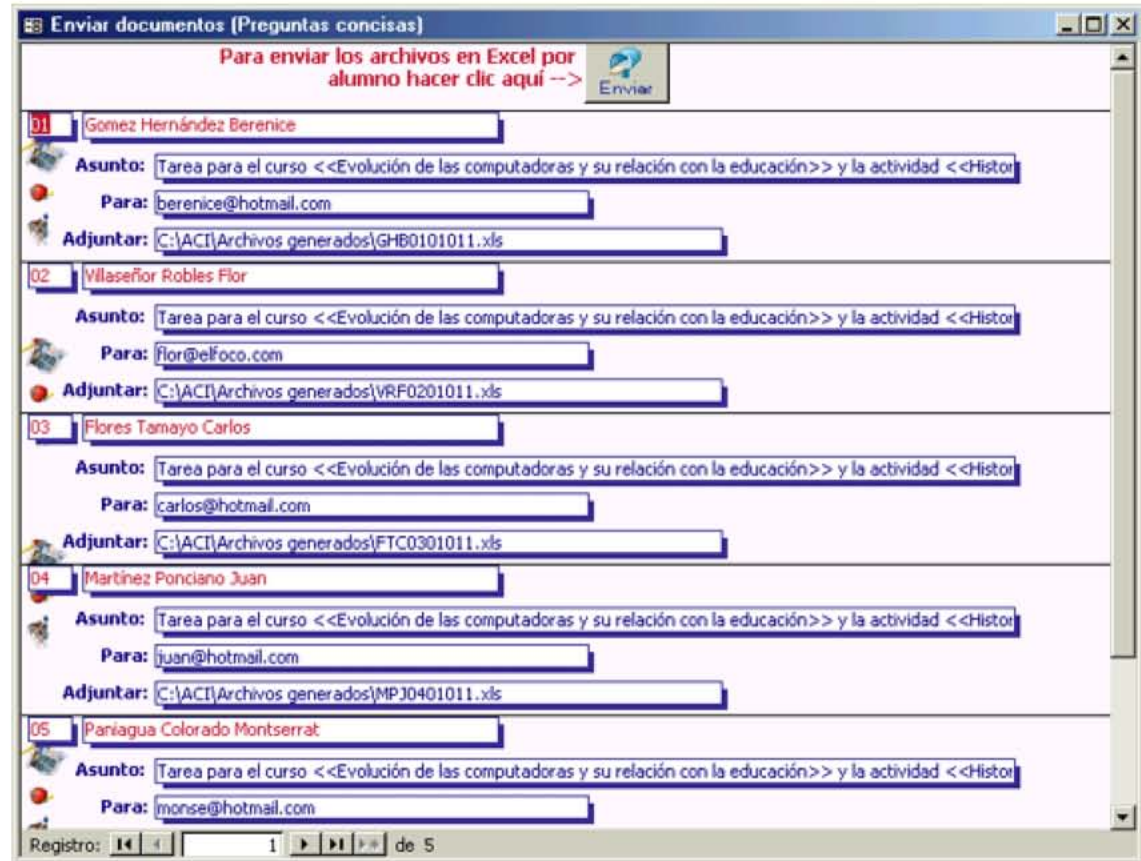 Enviar documentos (Preguntas concisas)
Para enviar los archivos en Excel por
alumno hacer clic aquí -->
Enviar
01 Gomez Hernández Berenice
Asunto: Tarea para el curso <<Evolución de las computadoras y su relación con la educación>> y la actividad <<Histor
Para: berenice@hotmail.com
Adjuntar: C:\ACI\Archivos generados\GHB0101011.xls
02 Villaseñor Robles Flor
Asunto: Tarea para el curso <<Evolución de las computadoras y su relación con la educación>> y la actividad <<Histor
Para: flor@elfoco.com
Adjuntar: C:\ACI\Archivos generados\VRF0201011.xls
03 Flores Tamayo Carlos
Asunto: Tarea para el curso <<Evolución de las computadoras y su relación con la educación>> y la actividad <<Histor
Para: carlos@hotmail.com
Adjuntar: C:\ACI\Archivos generados\FTC0301011.xls
04 Martínez Ponciano Juan
Asunto: Tarea para el curso <<Evolución de las computadoras y su relación con la educación>> y la actividad <<Histor
Para: juan@hotmail.com
Adjuntar: C:\ACI\Archivos generados\MPJ0401011.xls
05 Paniagua Colorado Montserrat
Asunto: Tarea para el curso <<Evolución de las computadoras y su relación con la educación>> y la actividad <<Histor
Para: monse@hotmail.com
Registro: 1 de 5